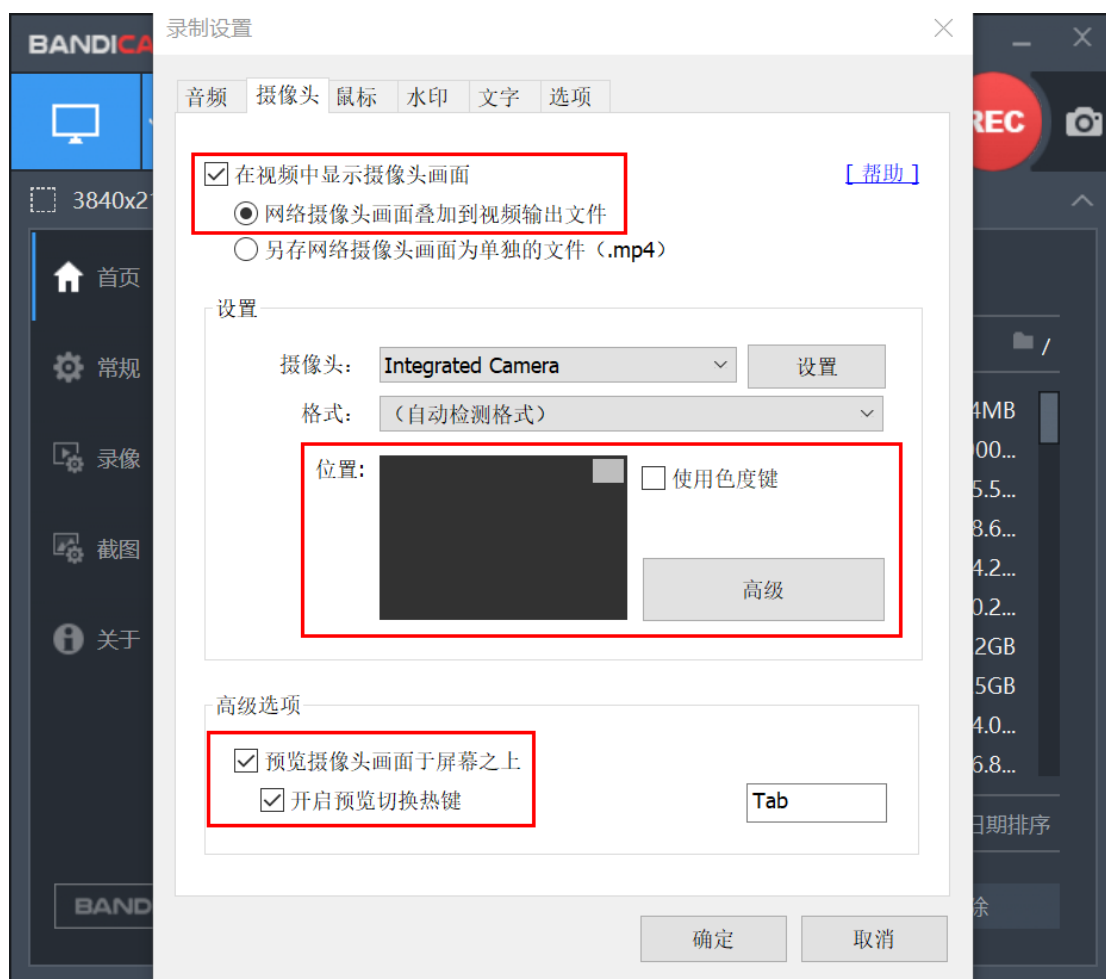 录制设置
BANDICA
音频 摄像头 鼠标 水印 文字 选项
REC
在视频中显示摄像头画面 [ 帮助 ]
3840x2
网络摄像头画面叠加到视频输出文件
另存网络摄像头画面为单独的文件（.mp4）
首页
设置
/
摄像头: Integrated Camera 设置
常规
格式: （自动检测格式）
4MB
00...
录像
位置: 使用色度键
5.5...
8.6...
截图
4.2...
高级
0.2...
关于
2GB
5GB
高级选项
4.0...
预览摄像头画面于屏幕之上
6.8...
开启预览切换热键 Tab
日期排序
BAND
除
确定 取消